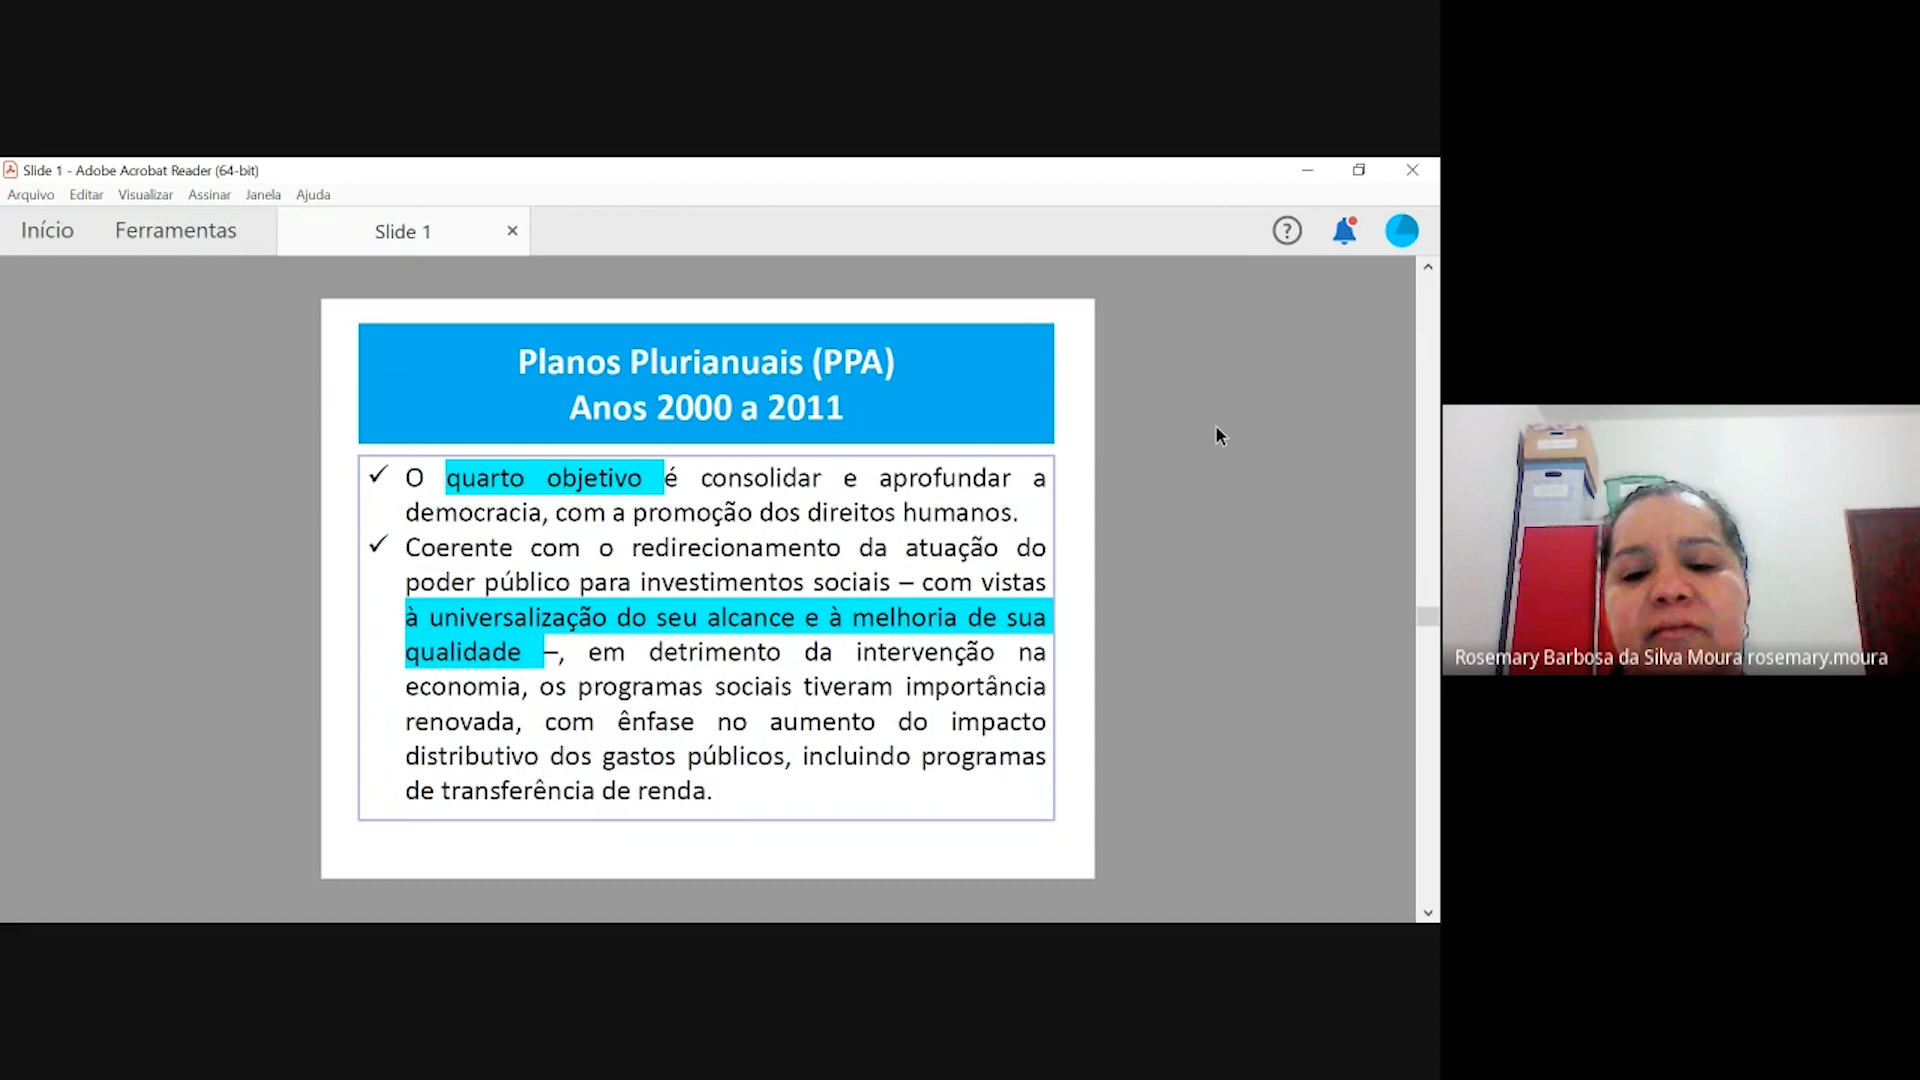 Slide 1 - Adobe Acrobat Reader (64-bit)
Arquivo Editar Visualizar Assinar Janela Ajuda
Início Ferramentas Slide 1
Planos Plurianuais (PPA)
Anos 2000 a 2011
✓ O quarto objetivo é consolidar e aprofundar a
democracia, com a promoção dos direitos humanos.
✓ Coerente com o redirecionamento da atuação do
poder público para investimentos sociais – com vistas
à universalização do seu alcance e à melhoria de sua
qualidade –, em detrimento da intervenção na
economia, os programas sociais tiveram importância
renovada, com ênfase no aumento do impacto
distributivo dos gastos públicos, incluindo programas
de transferência de renda.
Rosemary Barbosa da Silva Moura rosemary.moura